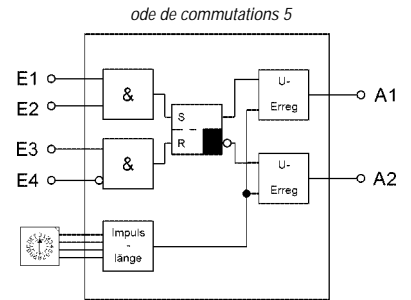 ode de commutations 5
E1
E2
&
S
U-
Erreg
A1
E3
E4
&
R
U-
Erreg
A2
Impuls
-
länge